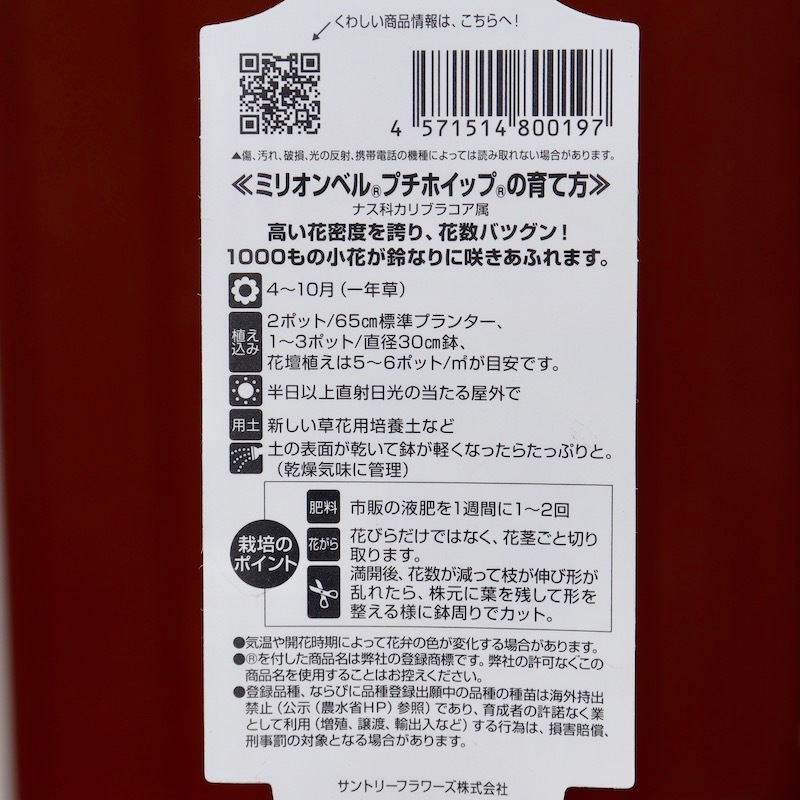 くわしい商品情報は、こちらへ!
4 571514 800197
▲傷、汚れ、破損、光の反射、携帯電話の機種によっては読み取れない場合があります。
≪ミリオンベル®プチホイップ®の育て方≫
ナス科カリブラコア属
高い花密度を誇り、花数バツグン!
1000もの小花が鈴なりに咲きあふれます。
4〜10月(一年草)
植え込み
2ポット/65㎝標準プランター、
1〜3ポット/直径30㎝鉢、
花壇植えは5〜6ポット/㎡が目安です。
半日以上直射日光の当たる屋外で
用土 新しい草花用培養土など
土の表面が乾いて鉢が軽くなったらたっぷりと。
(乾燥気味に管理)
栽培の
ポイント
肥料 市販の液肥を1週間に1〜2回
花がら 花びらだけではなく、花茎ごと切り
取ります。
満開後、花数が減って枝が伸び形が
乱れたら、株元に葉を残して形を
整える様に鉢周りでカット。
●気温や開花時期によって花弁の色が変化する場合があります。
●®を付した商品名は弊社の登録商標です。弊社の許可なくこの
商品名を使用することはお控えください。
●登録品種、ならびに品種登録出願中の品種の種苗は海外持出
禁止(公示(農水省HP)参照)であり、育成者の許諾なく業
として利用(増殖、譲渡、輸出入など)する行為は、損害賠償、
刑事罰の対象となる場合があります。
サントリーフラワーズ株式会社